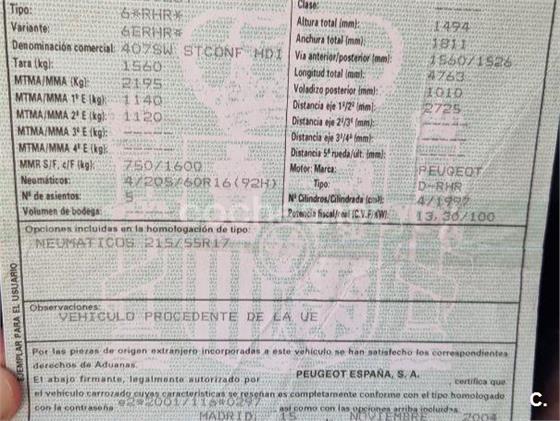 Tipo: 6*RHR*
Variante: 6ERHR*
Denominación comercial: 407SW STCONF HDI
Tara (kg): 1560
MTMA/MMA (Kg): 2195
MTMA/MMA 1º E (kg): 1140
MTMA/MMA 2º E (kg): 1120
MTMA/MMA 3º E (kg): -----
MTMA/MMA 4º E (kg): -----
MMR S/F, c/F (kg): 750/1600
Neumáticos: 4/205/60R16(92H)
Nº de asientos: 5
Volumen de bodega: -----
Clase: -----
Altura total (mm): 1494
Anchura total (mm): 1811
Via anterior/posterior (mm): 1560/1526
Longitud total (mm): 4763
Voladizo posterior (mm): 1010
Distancia eje 1º/2º (mm): 2725
Distancia eje 2º/3º (mm): -----
Distancia eje 3º/4º (mm): -----
Distancia 5ª rueda/últ. (mm): -----
Motor: Marca: PEUGEOT
Tipo: D-RHR
Nº Cilindros/Cilindrada (cm³): 4/1997
Potencia fiscal/real (C.V.F./KW): 13,30/100
Opciones incluidas en la homologación de tipo:
NEUMATICOS 215/55R17
Observaciones:
VEHICULO PROCEDENTE DE LA UE
Por las piezas de origen extranjero incorporadas a este vehículo se han satisfecho los correspondientes
derechos de Aduanas.
El abajo firmante, legalmente autorizado por PEUGEOT ESPAÑA, S. A. , certifica que
el vehículo carrozado cuyas características se reseñan es completamente conforme con el tipo homologado
con la contraseña e2*2001/116*0297 así como con las opciones arriba incluidas.
MADRID, 15 NOVIEMBRE 2004
EJEMPLAR PARA EL USUARIO
C.